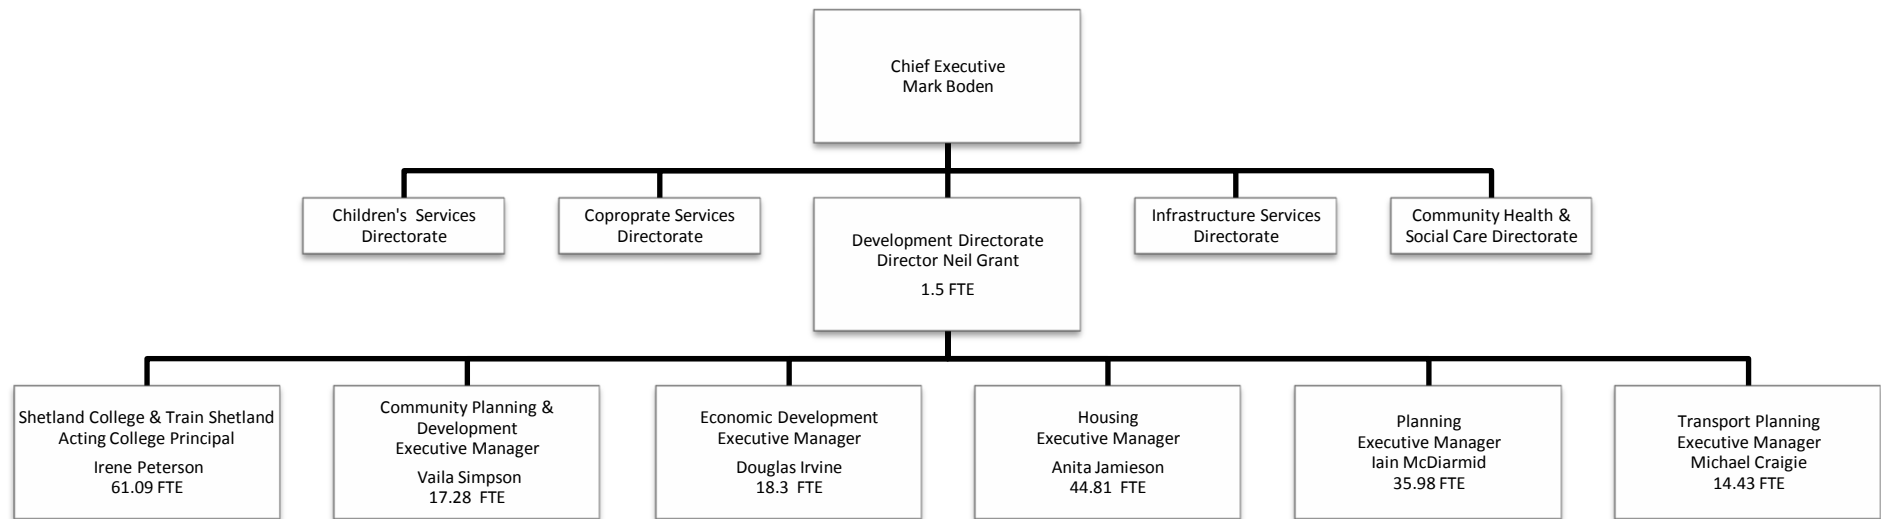 Chief Executive
Mark Boden
Children's  Services
Directorate
Coproprate Services
Directorate
Development Directorate
Director Neil Grant
1.5 FTE
Infrastructure Services
Directorate
Community Health &
Social Care Directorate
Shetland College & Train Shetland
Acting College Principal
Irene Peterson
61.09 FTE
Community Planning &
Development
Executive Manager
Vaila Simpson
17.28  FTE
Economic Development
Executive Manager
Douglas Irvine
18.3  FTE
Housing
Executive Manager
Anita Jamieson
44.81  FTE
Planning
Executive Manager
Iain McDiarmid
35.98 FTE
Transport Planning
Executive Manager
Michael Craigie
14.43 FTE